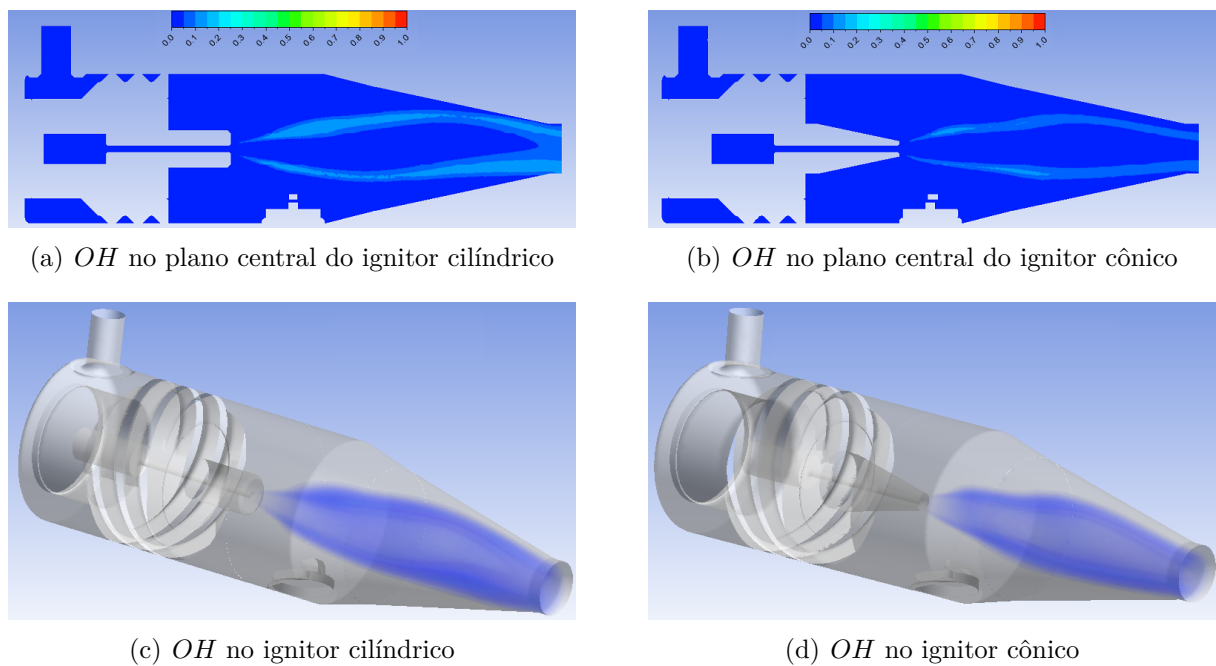 0.0 0.1 0.2 0.3 0.4 0.5 0.6 0.7 0.8 0.9 1.0
0.0 0.1 0.2 0.3 0.4 0.5 0.6 0.7 0.8 0.9 1.0
(a) OH no plano central do ignitor cilíndrico
(b) OH no plano central do ignitor cônico
(c) OH no ignitor cilíndrico
(d) OH no ignitor cônico